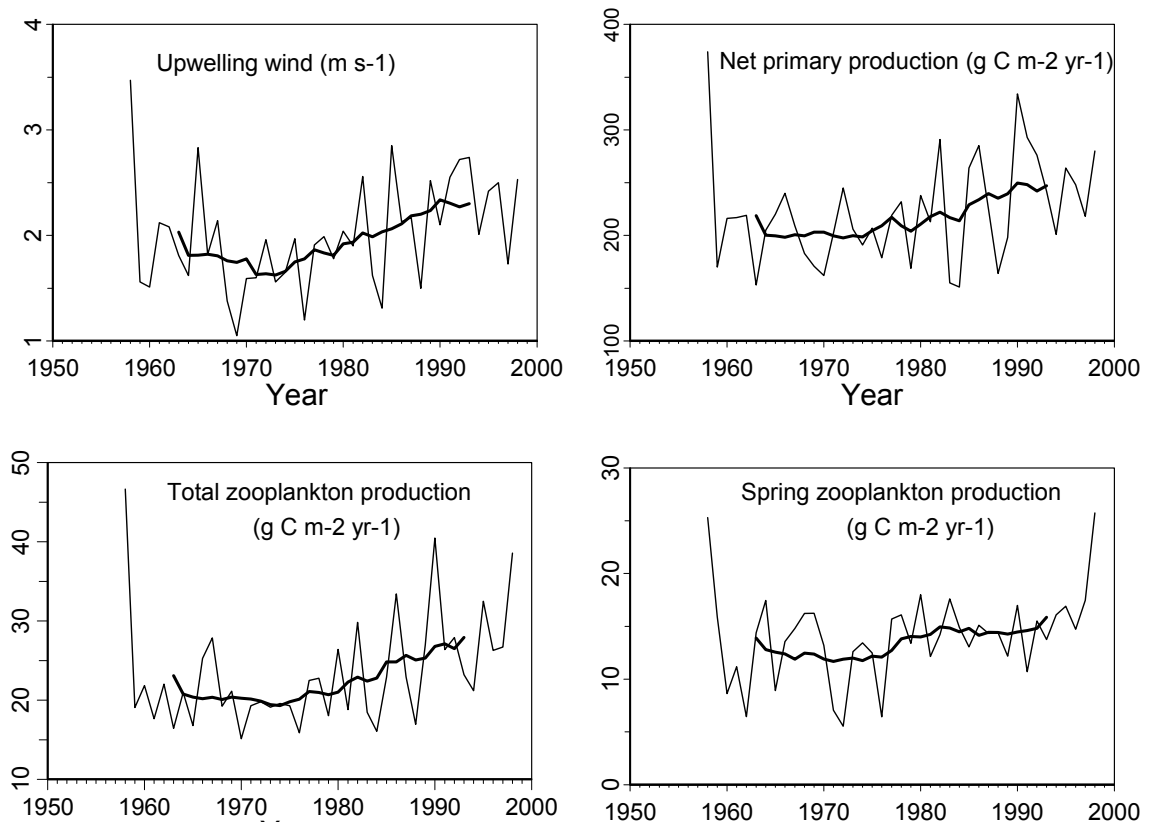 4
3
2
1
Upwelling wind (m s-1)
1950 1960 1970 1980 1990 2000
Year
400
300
200
100
Net primary production (g C m-2 yr-1)
1950 1960 1970 1980 1990 2000
Year
50
40
30
20
10
Total zooplankton production
(g C m-2 yr-1)
1950 1960 1970 1980 1990 2000
30
20
10
0
Spring zooplankton production
(g C m-2 yr-1)
1950 1960 1970 1980 1990 2000